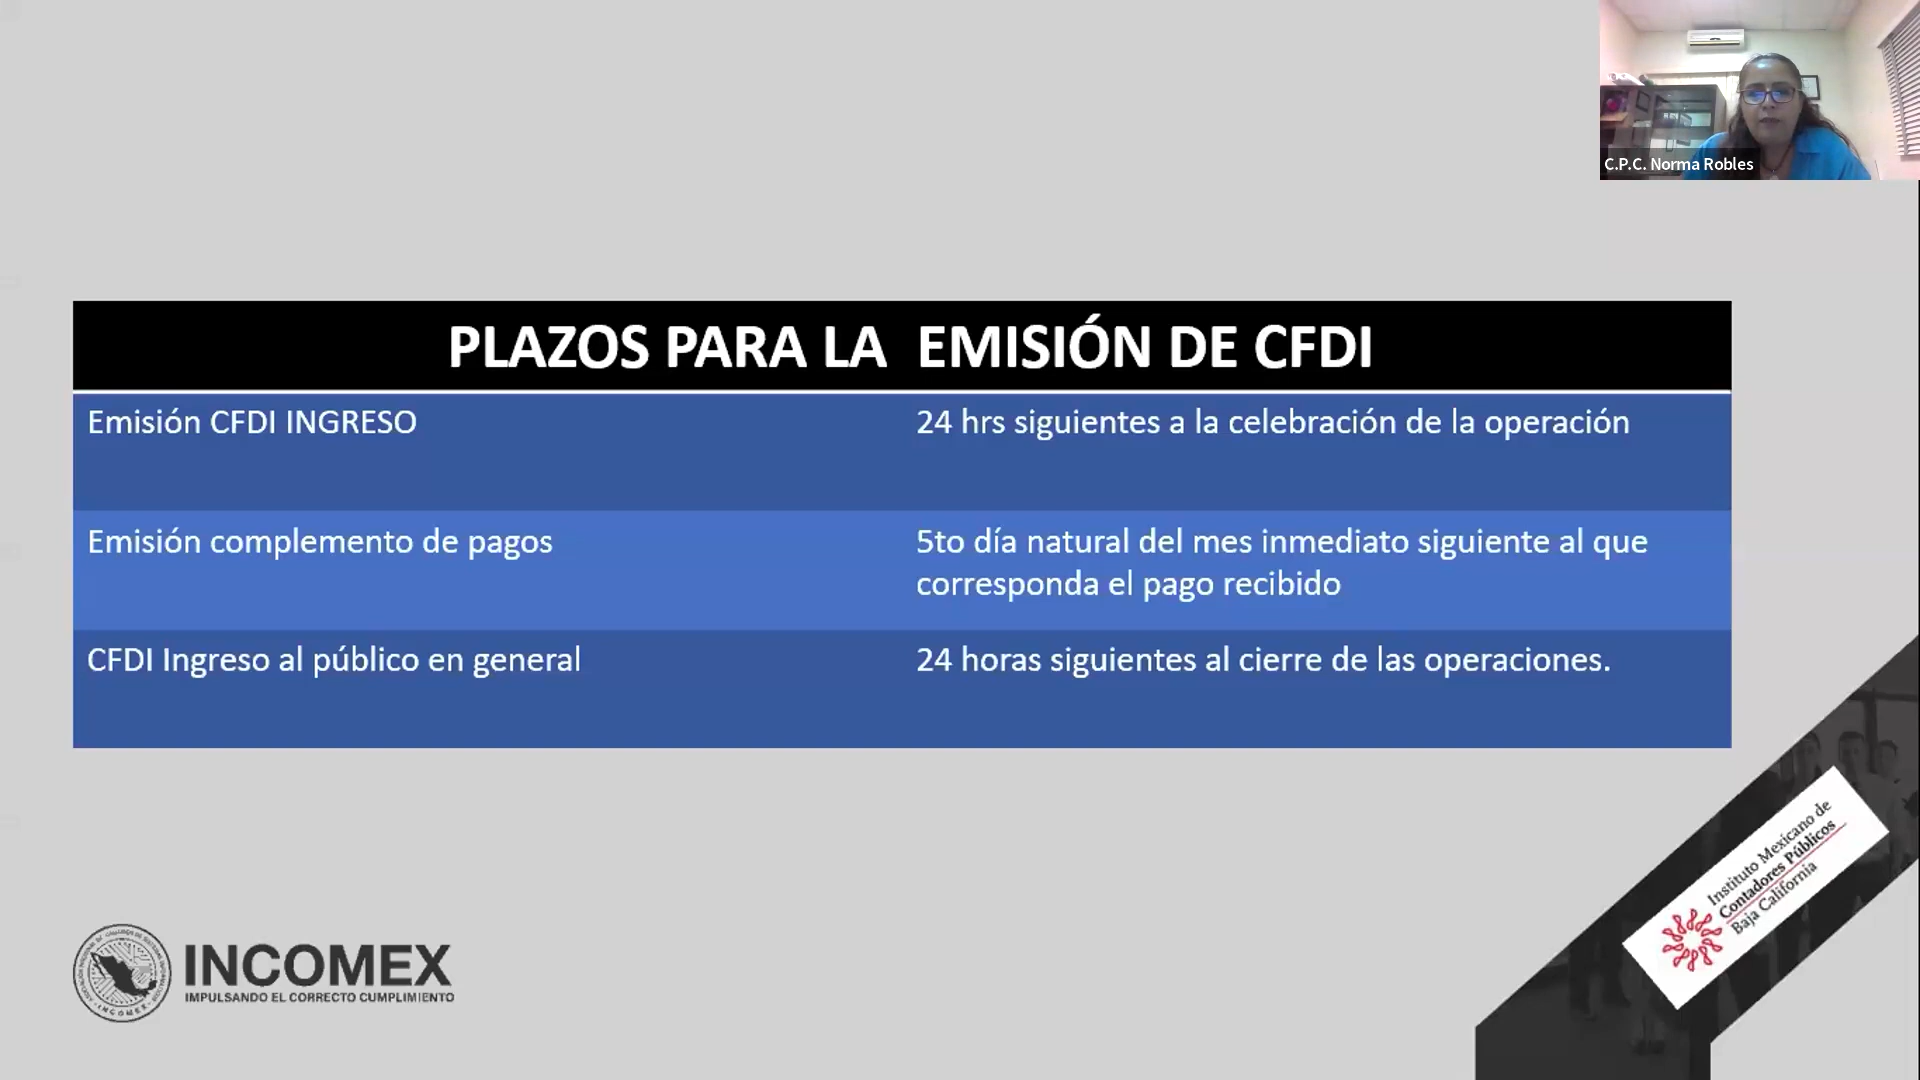 C.P.C. Norma Robles
PLAZOS PARA LA EMISIÓN DE CFDI
Emisión CFDI INGRESO
24 hrs siguientes a la celebración de la operación
Emisión complemento de pagos
5to día natural del mes inmediato siguiente al que
corresponda el pago recibido
CFDI Ingreso al público en general
24 horas siguientes al cierre de las operaciones.
INCOMEX
IMPULSANDO EL CORRECTO CUMPLIMIENTO
INCOMEX
Instituto Mexicano de
Contadores Públicos
Baja California